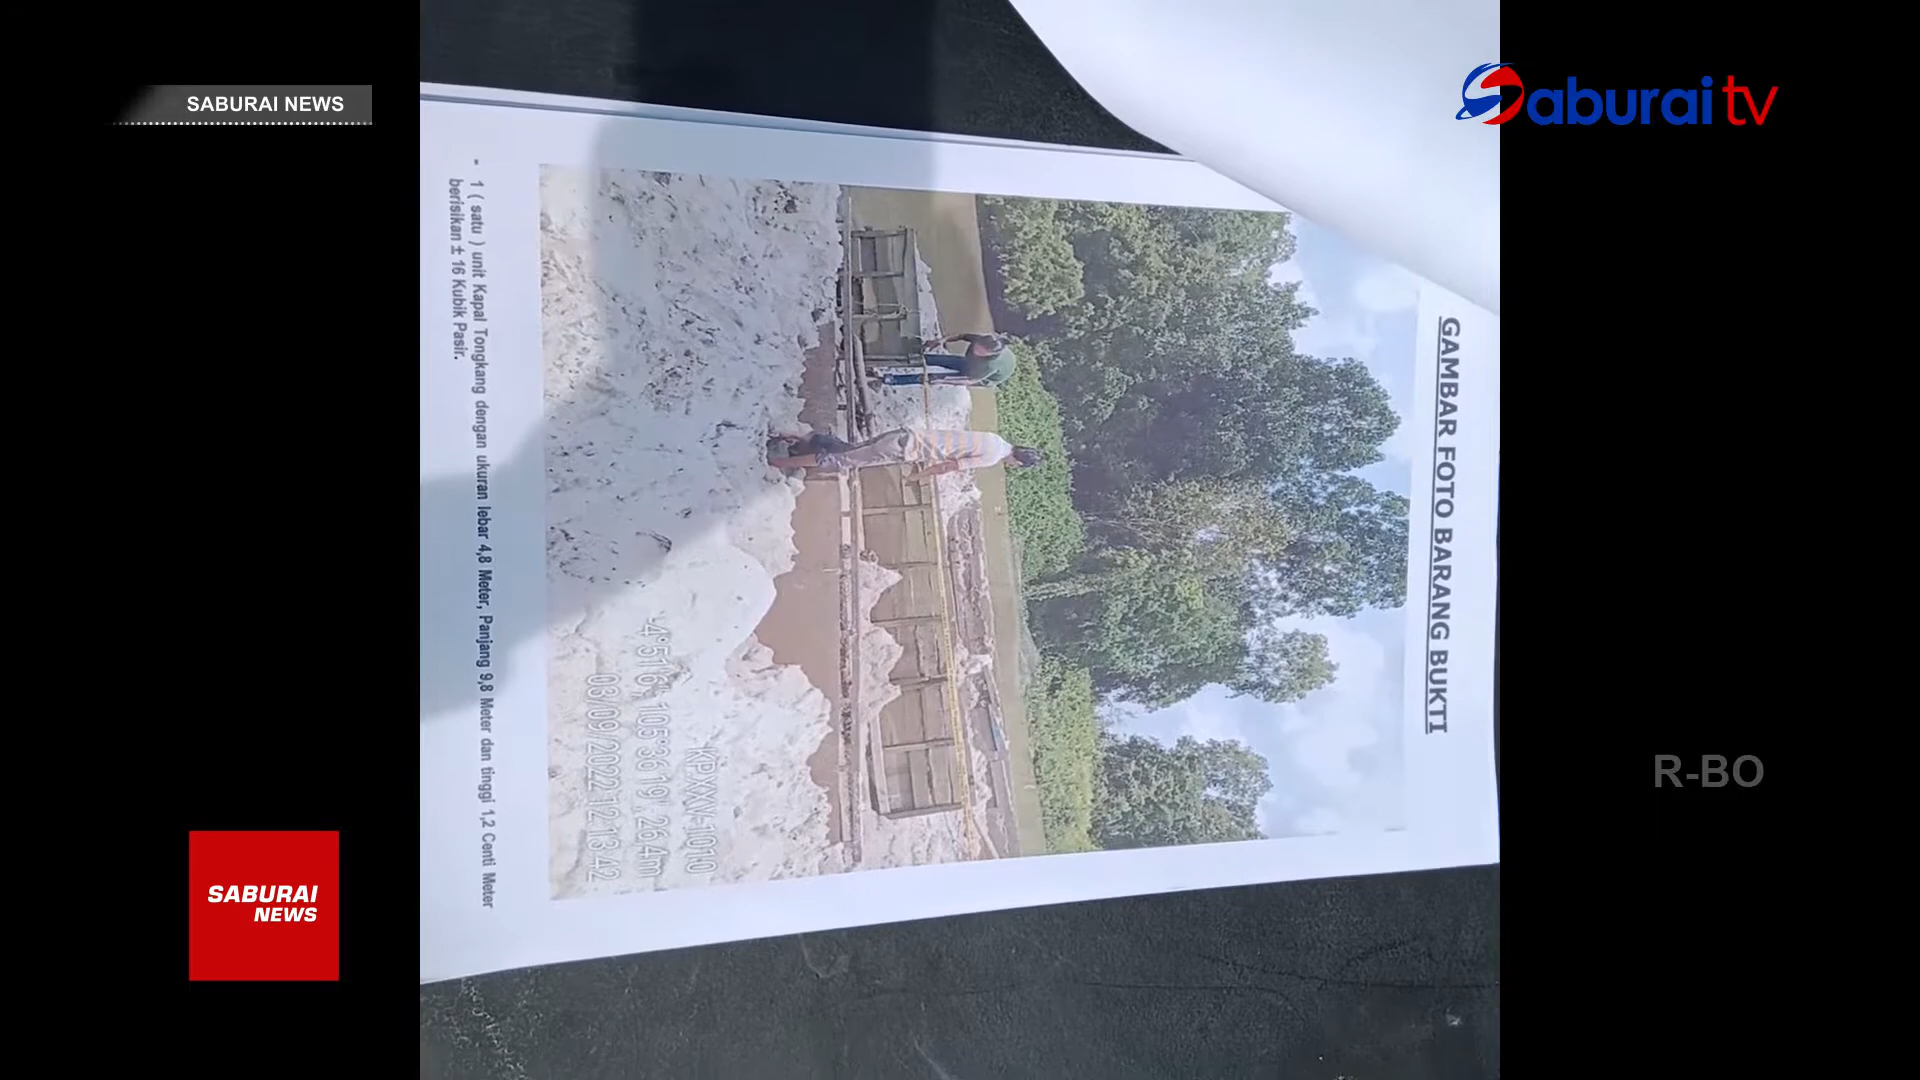 SABURAI NEWS
Saburai tv
GAMBAR FOTO BARANG BUKTI
KP.XXV-1010
4°51'6", 105°36'19", 26.4m
03/09/2022 12:13:42
- 1 ( satu ) unit Kapal Tongkang dengan ukuran lebar 4,8 Meter, Panjang 9,8 Meter dan tinggi 1,2 Centi Meter
berisikan ± 16 Kubik Pasir.
R-BO
SABURAI
NEWS